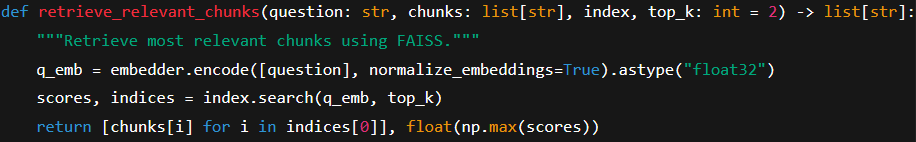 def retrieve_relevant_chunks(question: str, chunks: list[str], index, top_k: int = 2) -> list[str]:
    """Retrieve most relevant chunks using FAISS."""
    q_emb = embedder.encode([question], normalize_embeddings=True).astype("float32")
    scores, indices = index.search(q_emb, top_k)
    return [chunks[i] for i in indices[0]], float(np.max(scores))